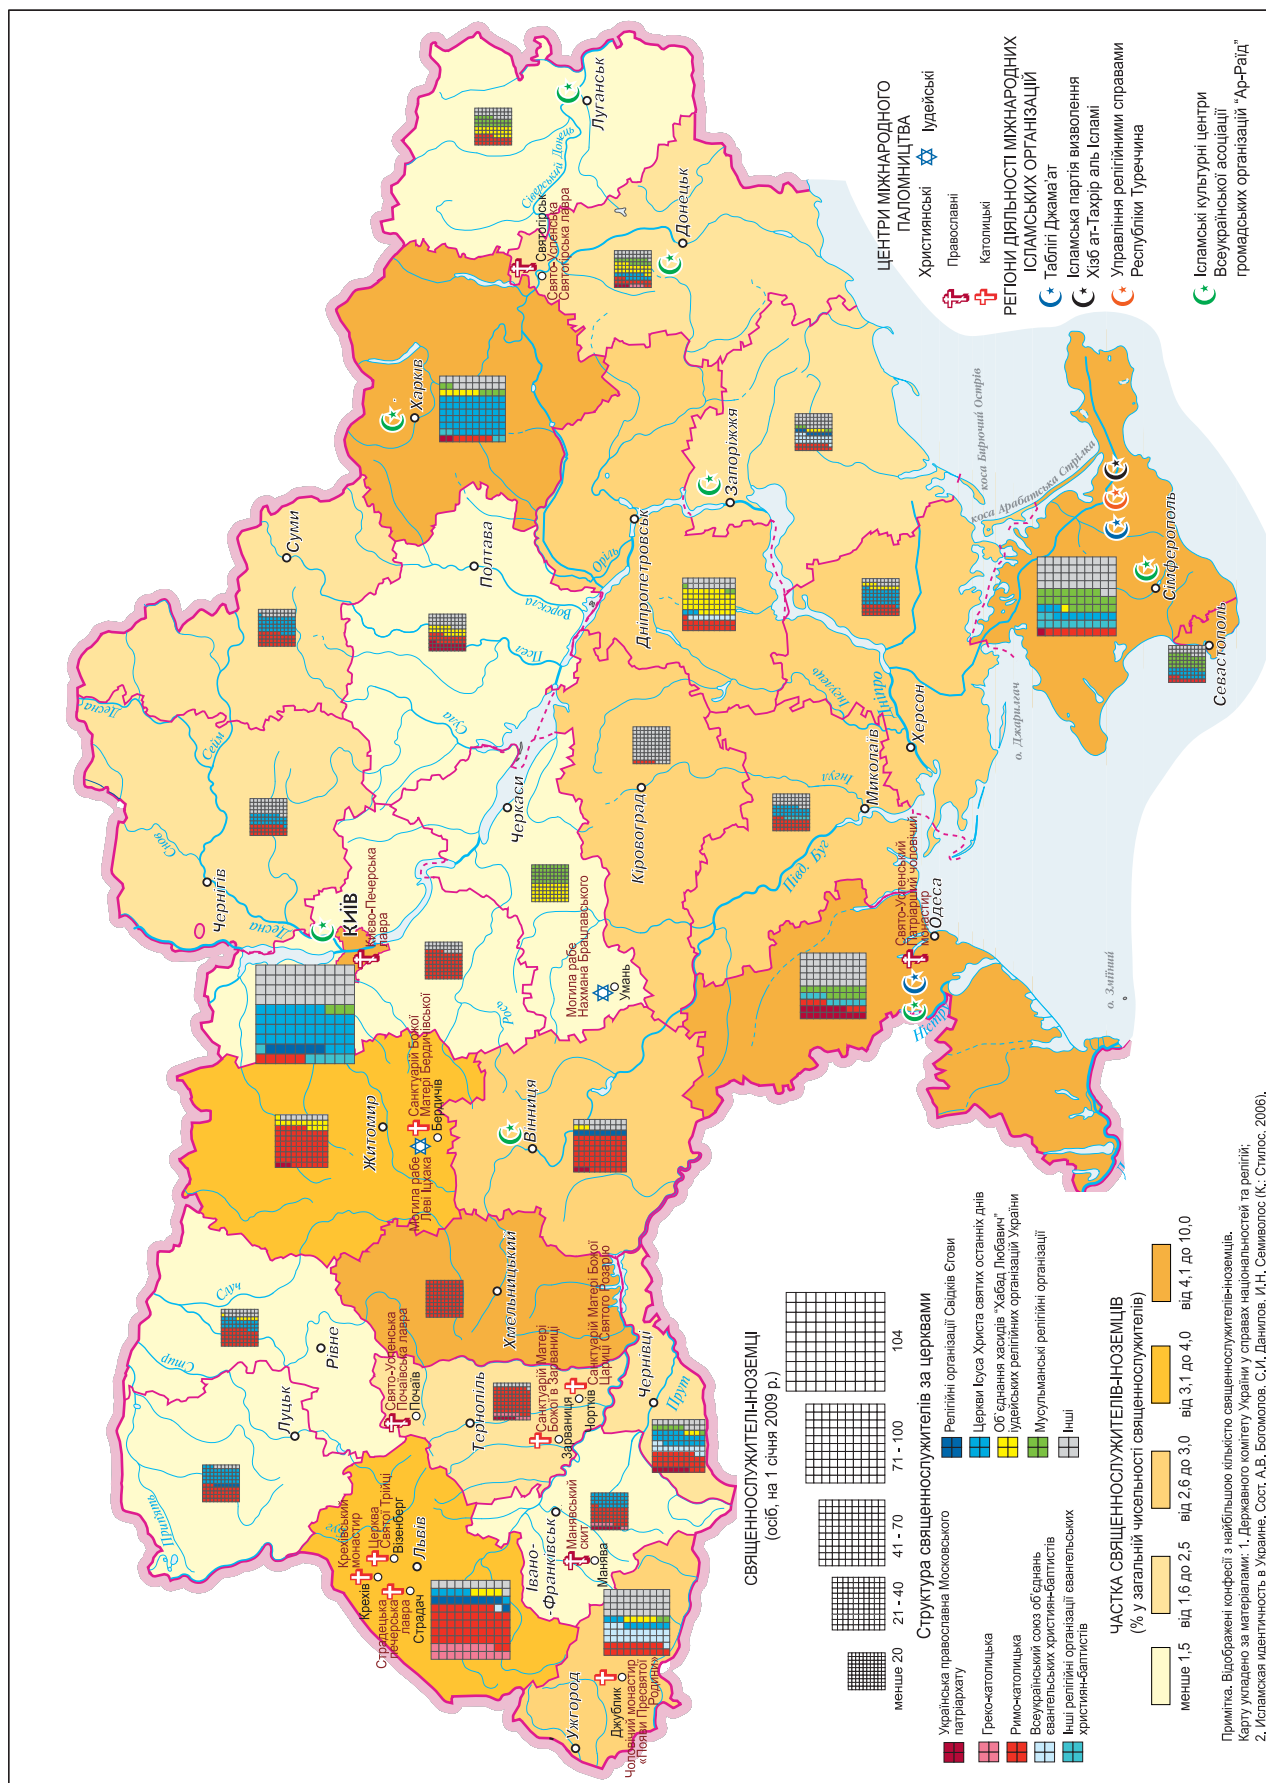 ЦЕНТРИ МІЖНАРОДНОГО
ПАЛОМНИЦТВА
Християнські
Іудейські
Православні
Католицькі
РЕГІОНИ ДІЯЛЬНОСТІ МІЖНАРОДНИХ
ІСЛАМСЬКИХ ОРГАНІЗАЦІЙ
Таблігі Джама'ат
Ісламська партія визволення
Хізб ат-Тахрір аль Ісламі
Управління релігійними справами
Республіки Туреччина
Ісламські культурні центри
Всеукраїнської асоціації
громадських організацій "Ар-Раїд"
Луганськ
Сіверський Донець
Святогірськ
Свято-Успенська
Святогірська лавра
Донецьк
Харків
Запоріжжя
Дніпропетровськ
Оріль
Полтава
Ворскла
Псел
Сула
Суми
Сейм
Десна
Снов
Чернігів
Десна
КИЇВ
Києво-Печерська
лавра
Черкаси
Рось
Могила рабе
Нахмана Брацлавського
Умань
Кіровоград
Інгулець
Дніпро
Інгул
Миколаїв
Херсон
Півд. Буг
Свято-Успенський
Патріарший чоловічий
монастир
Одеса
Ністр
о. Зміїний
о. Джарилгач
коса Бирючий Острів
коса Арабатська Стрілка
Сімферополь
Севастополь
Житомир
Могила рабе
Леві Іцхака
Санктуарій Божої
Матері Бердичівської
Бердичів
Вінниця
Хмельницький
Случ
Стир
Рівне
Луцьк
Прип'ять
Буг
Свято-Успенська
Почаївська лавра
Почаїв
Тернопіль
Санктуарій Матері
Божої в Зарваниці
Зарваниця
Чортків
Санктуарій Матері Божої
Цариці Святого Розарію
Чернівці
Прут
Крехівський
монастир
Крехів
Церква
Святої Трійці
Візенберг
Львів
Страдецька
печерська
лавра
Страдач
Івано-
-Франківськ
Манявський
скит
Манява
Ужгород
Джублик
Чоловічий монастир
«Появи Пресвятої
Родини»
СВЯЩЕННОСЛУЖИТЕЛІ-ІНОЗЕМЦІ
(осіб, на 1 січня 2009 р.)
менше 20
21 - 40
41 - 70
71 - 100
104
Структура священнослужителів за церквами
Українська православна Московського
патріархату
Греко-католицька
Римо-католицька
Всеукраїнський союз об'єднань
євангельських християн-баптистів
Інші релігійні організації євангельських
християн-баптистів
Релігійні організації Свідків Єгови
Церкви Ісуса Христа святих останніх днів
Об'єднання хасидів "Хабад Любавич"
іудейських релігійних організацій України
Мусульманські релігійні організації
Інші
ЧАСТКА СВЯЩЕННОСЛУЖИТЕЛІВ-ІНОЗЕМЦІВ
(% у загальній чисельності священнослужителів)
менше 1,5
від 1,6 до 2,5
від 2,6 до 3,0
від 3,1 до 4,0
від 4,1 до 10,0
Примітка. Відображені конфесії з найбільшою кількістю священнослужителів-іноземців.
Карту укладено за матеріалами: 1. Державного комітету України у справах національностей та релігій;
2. Исламская идентичность в Украине. Сост. А.В. Богомолов, С.И. Данилов, И.Н. Семиволос (К.: Стилос, 2006).